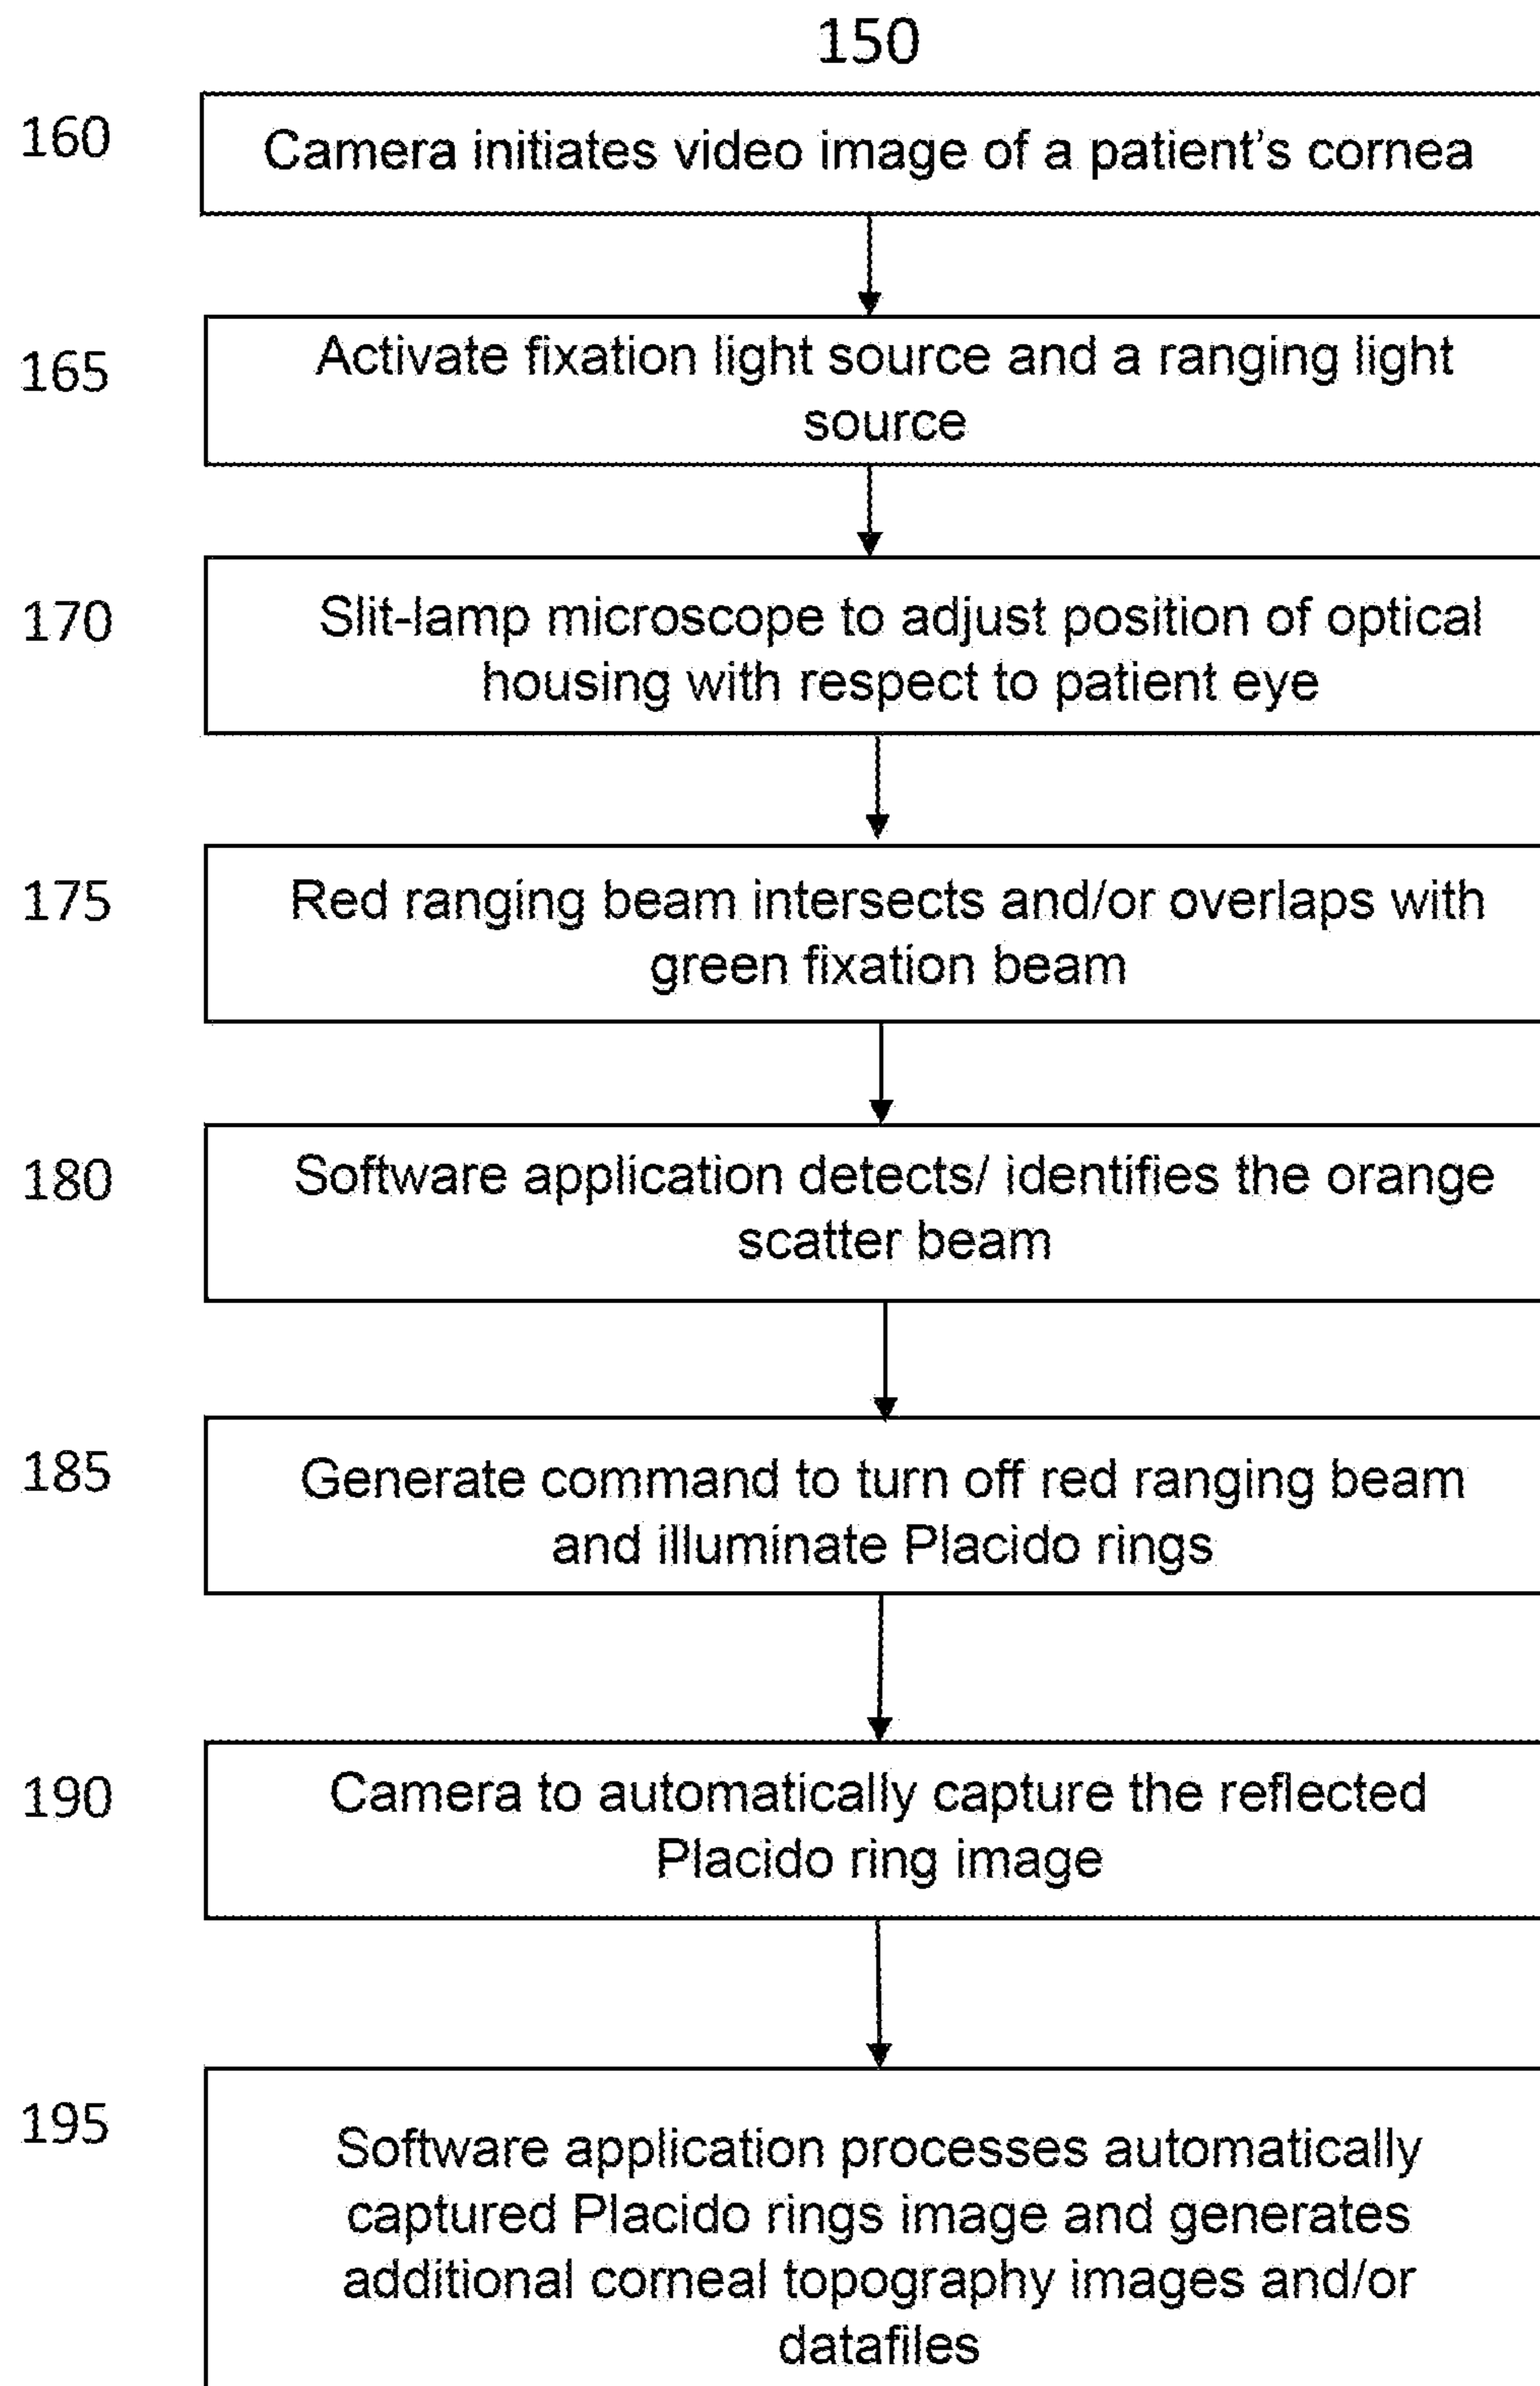 150
160
Camera initiates video image of a patient's cornea
165
Activate fixation light source and a ranging light
source
170
Slit-lamp microscope to adjust position of optical
housing with respect to patient eye
175
Red ranging beam intersects and/or overlaps with
green fixation beam
180
Software application detects/ identifies the orange
scatter beam
185
Generate command to turn off red ranging beam
and illuminate Placido rings
190
Camera to automatically capture the reflected
Placido ring image
195
Software application processes automatically
captured Placido rings image and generates
additional corneal topography images and/or
datafiles